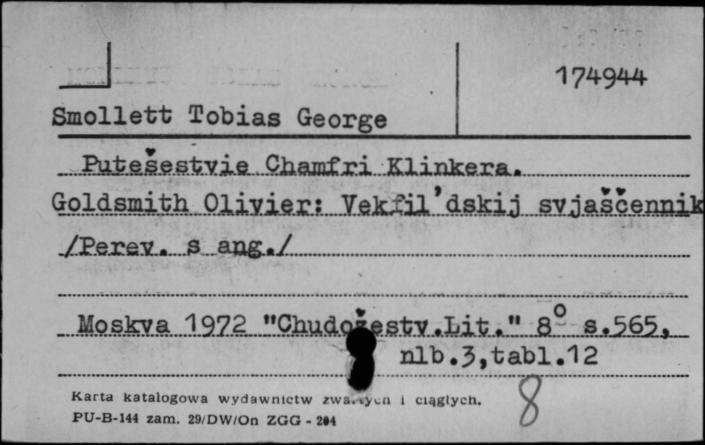 174944
Smollett Tobias George
Putešestvie Chamfri Klinkera.
Goldsmith Olivier: Vekfil'dskij svjaščennik
/Perev. s ang./
Moskva 1972 "Chudožestv.Lit." 8° s.565,
nlb.3,tabl.12
Karta katalogowa wydawnictw zwartych i ciągłych.
8
PU-B-144 zam. 29/DW/On ZGG - 204